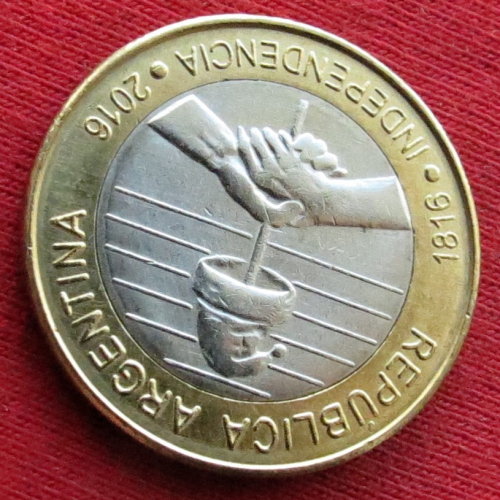 REPÚBLICA ARGENTINA
1816 • INDEPENDENCIA • 2016